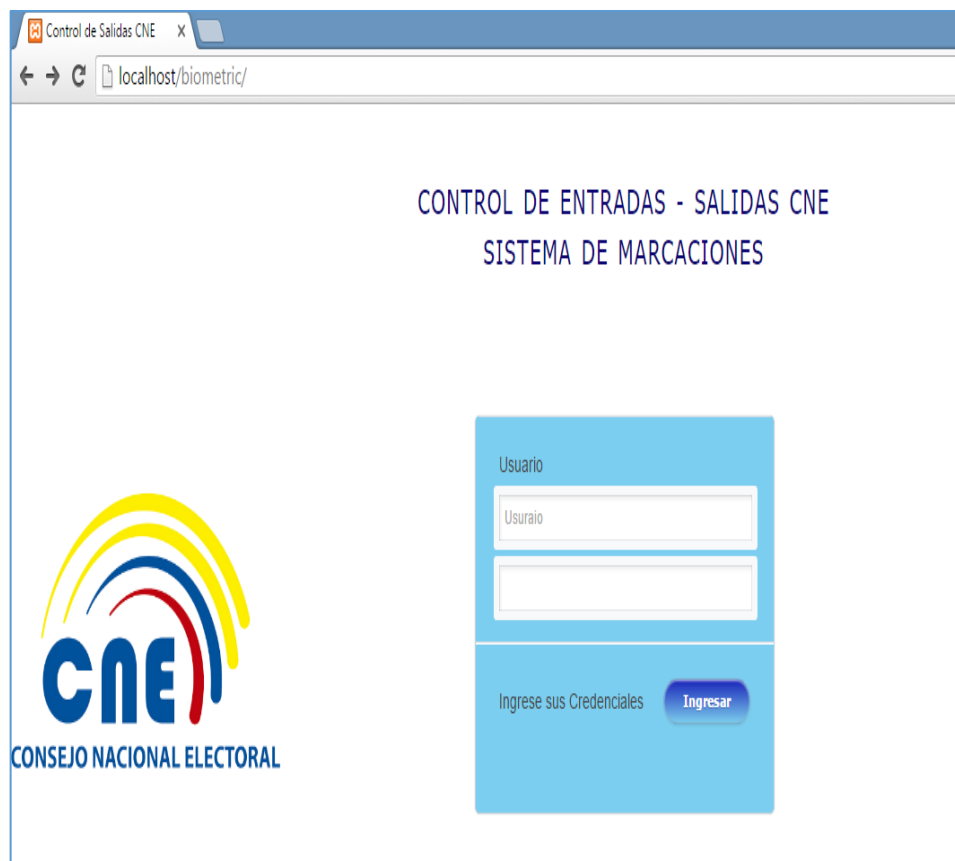 Control de Salidas CNE
localhost/biometric/
CONTROL DE ENTRADAS - SALIDAS CNE
SISTEMA DE MARCACIONES
Usuario
Usuraio
Ingrese sus Credenciales
Ingresar
CNE
CONSEJO NACIONAL ELECTORAL